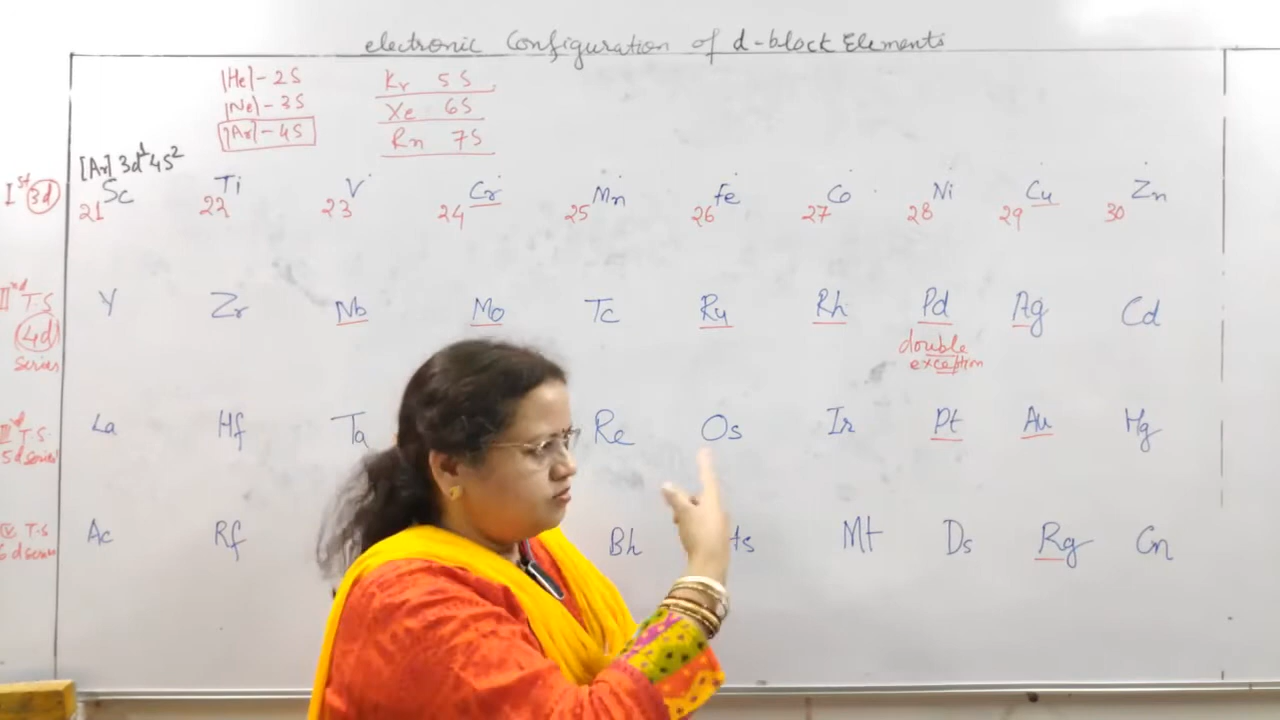 electronic Configuration of d-block Elements
[He] - 2S
[Ne] - 3S
[Ar] - 4S
Kr 5S
Xe 6S
Rn 7S
[Ar] 3d¹ 4S²
Iˢᵗ 3d
Sc Ti V Cr Mn Fe Co Ni Cu Zn
21 22 23 24 25 26 27 28 29 30
IIⁿᵈ T.S
4d
series
Y Zr Nb Mo Tc Ru Rh Pd Ag Cd
double
exception
T.S.
5d series
La Hf Ta Re Os Ir Pt Au Hg
T.S
6d series
Ac Rf Bh Mt Ds Rg Cn